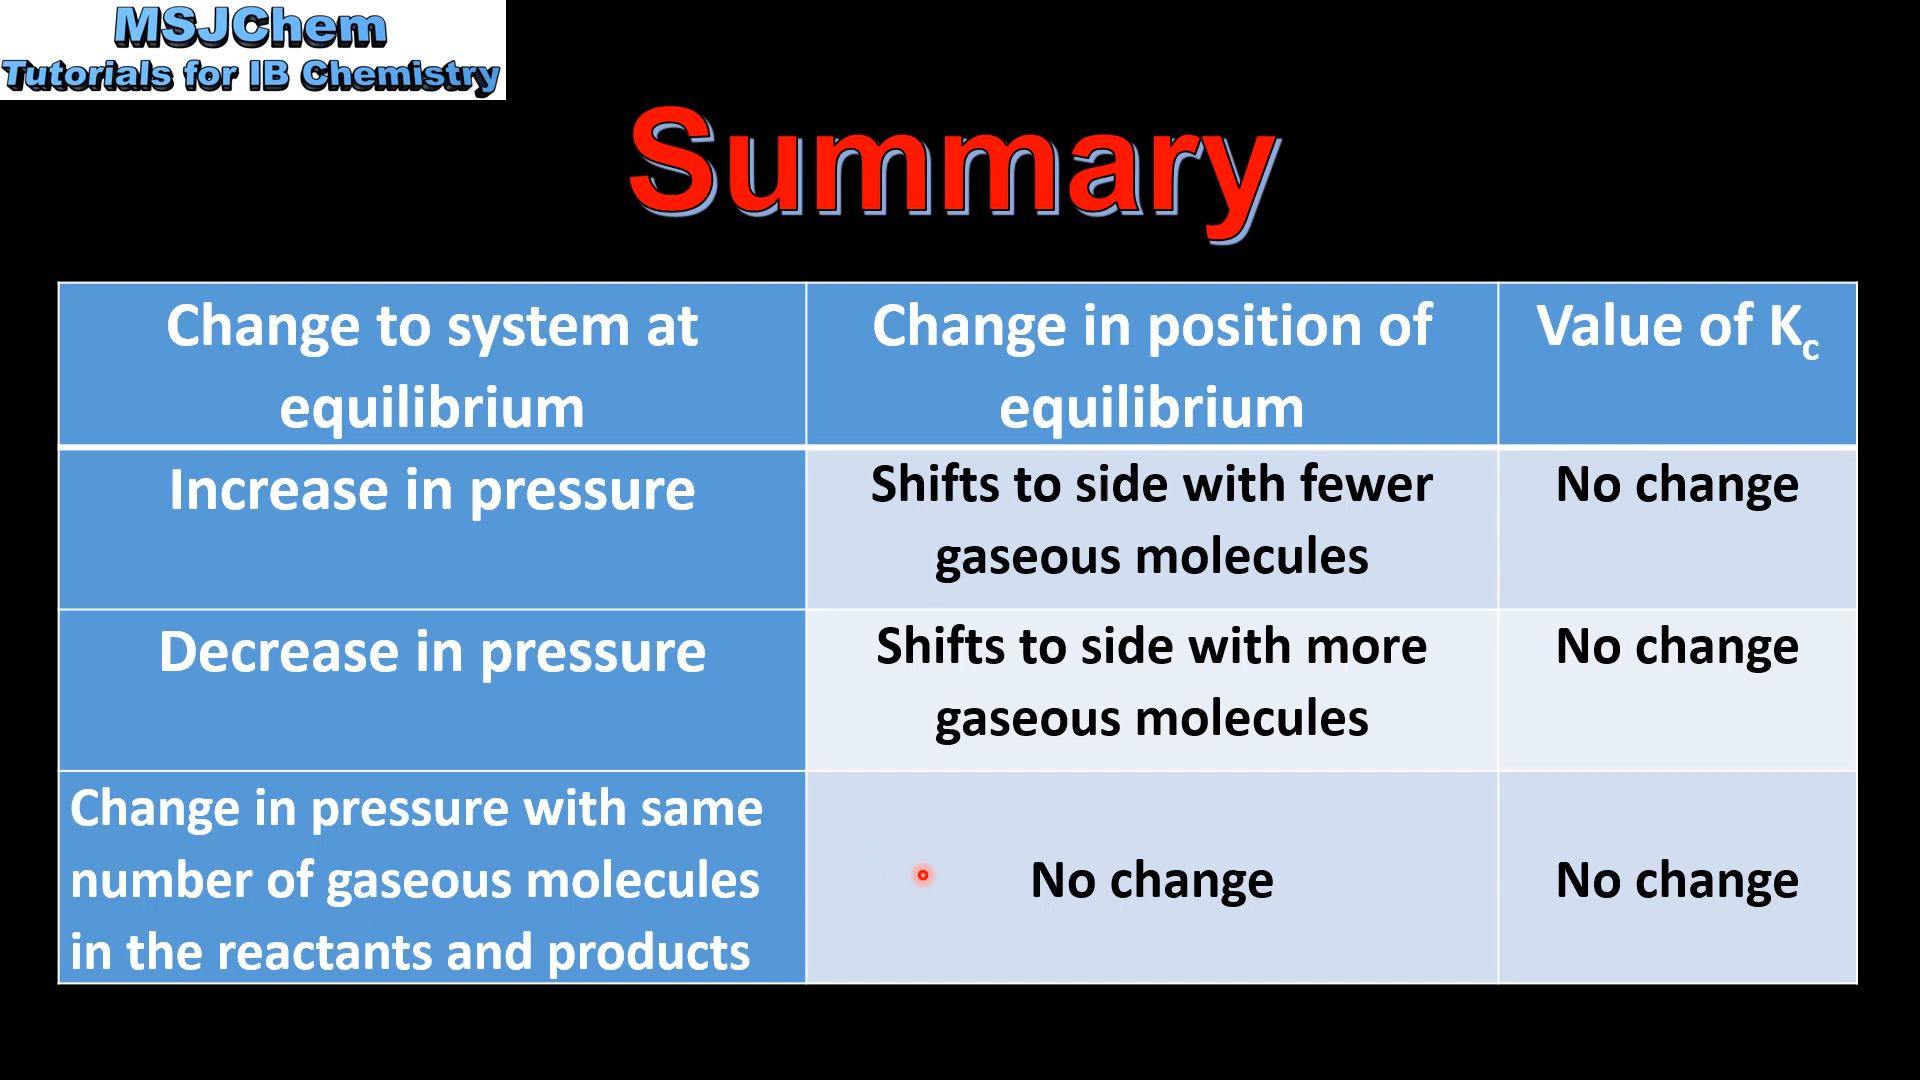 MSJChem
Tutorials for IB Chemistry
Summary
Change to system at
equilibrium
Change in position of
equilibrium
Value of Kc
Increase in pressure
Shifts to side with fewer
gaseous molecules
No change
Decrease in pressure
Shifts to side with more
gaseous molecules
No change
Change in pressure with same
number of gaseous molecules
in the reactants and products
No change
No change